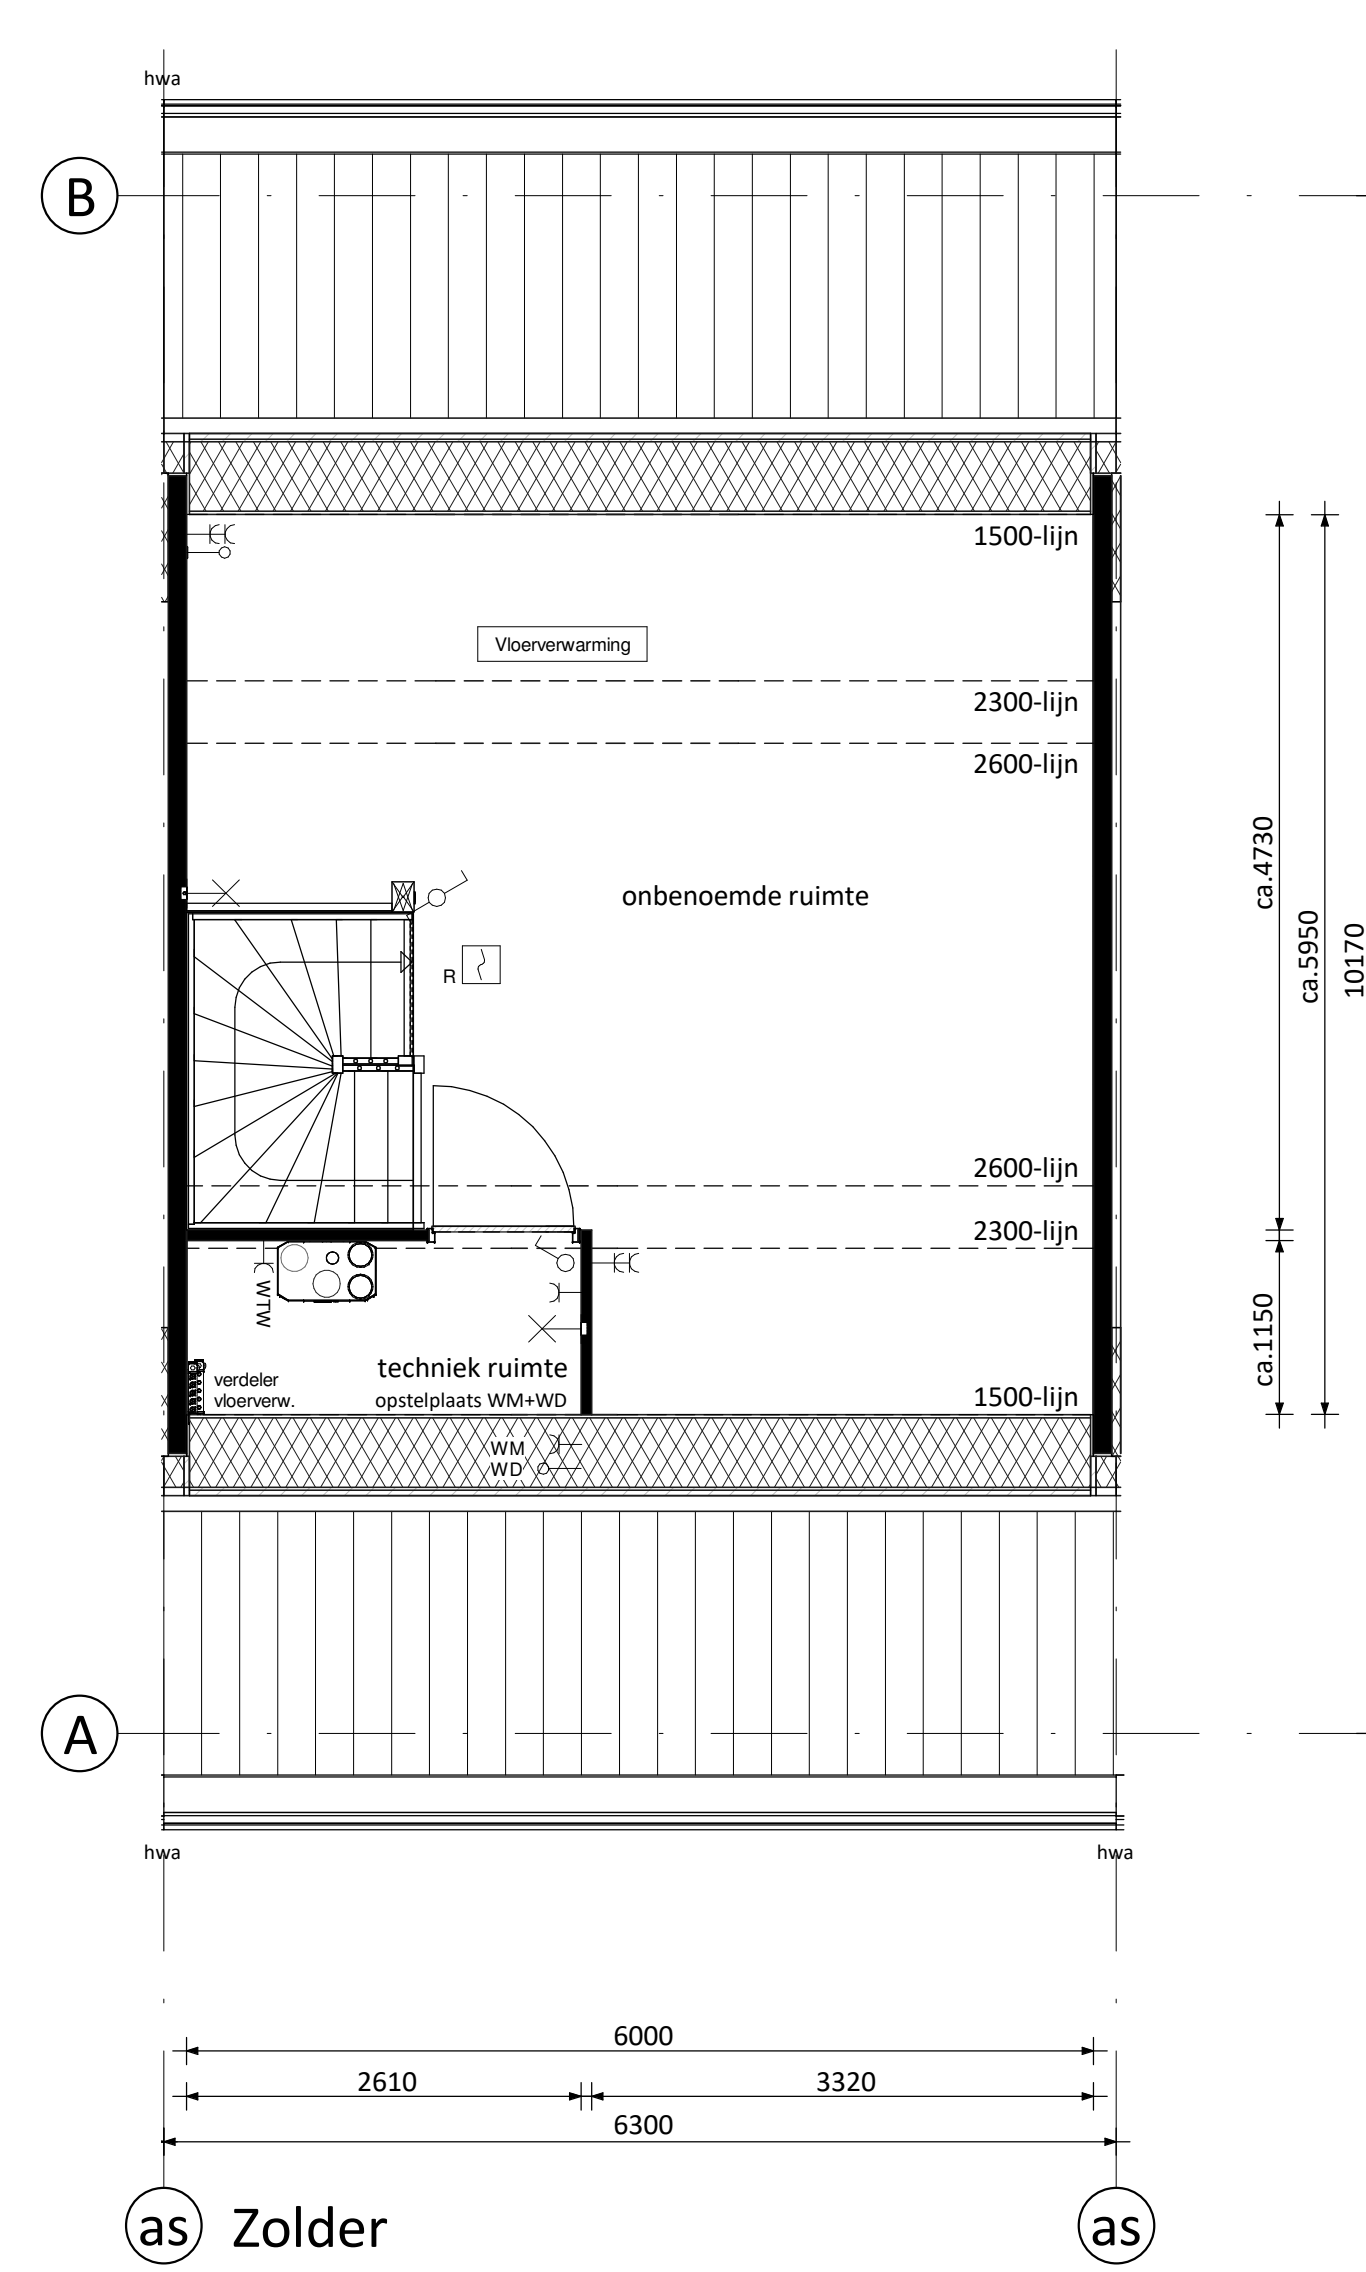 hwa
B
1500-lijn
Vloerverwarming
2300-lijn
2600-lijn
ca.4730
onbenoemde ruimte
ca.5950
10170
R
2600-lijn
2300-lijn
WTW
ca.1150
techniek ruimte
verdeler
vloerverw.
opstelplaats WM+WD
1500-lijn
WM
WD
A
hwa
hwa
6000
2610
3320
6300
as
Zolder
as